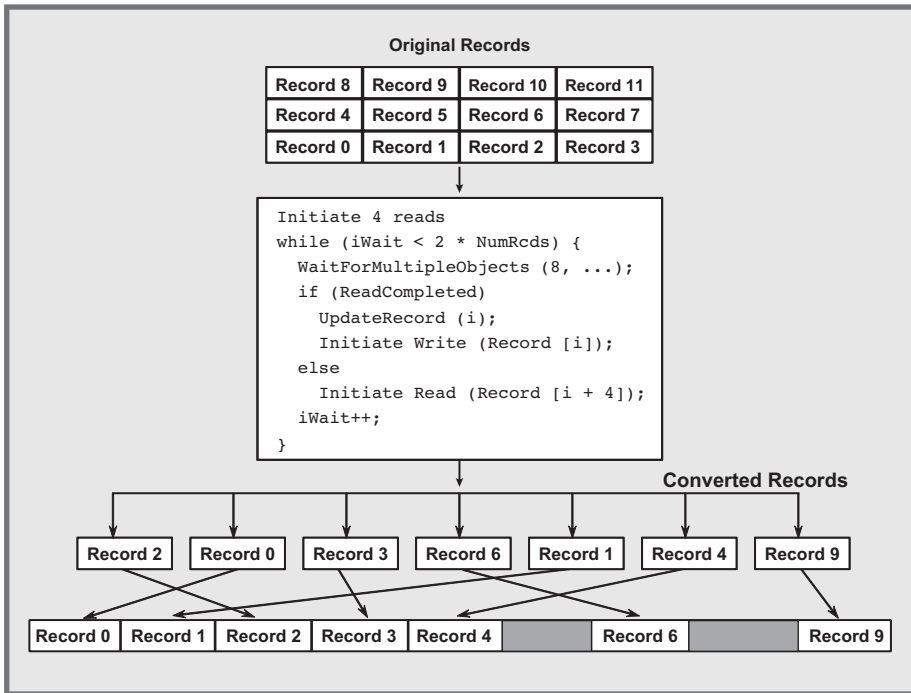 Original Records
Record 8 Record 9 Record 10 Record 11
Record 4 Record 5 Record 6 Record 7
Record 0 Record 1 Record 2 Record 3
Initiate 4 reads
while (iWait < 2 * NumRcds) {
  WaitForMultipleObjects (8, ...);
  if (ReadCompleted)
    UpdateRecord (i);
    Initiate Write (Record [i]);
  else
    Initiate Read (Record [i + 4]);
  iWait++;
}
Converted Records
Record 2 Record 0 Record 3 Record 6 Record 1 Record 4 Record 9
Record 0 Record 1 Record 2 Record 3 Record 4 Record 6 Record 9